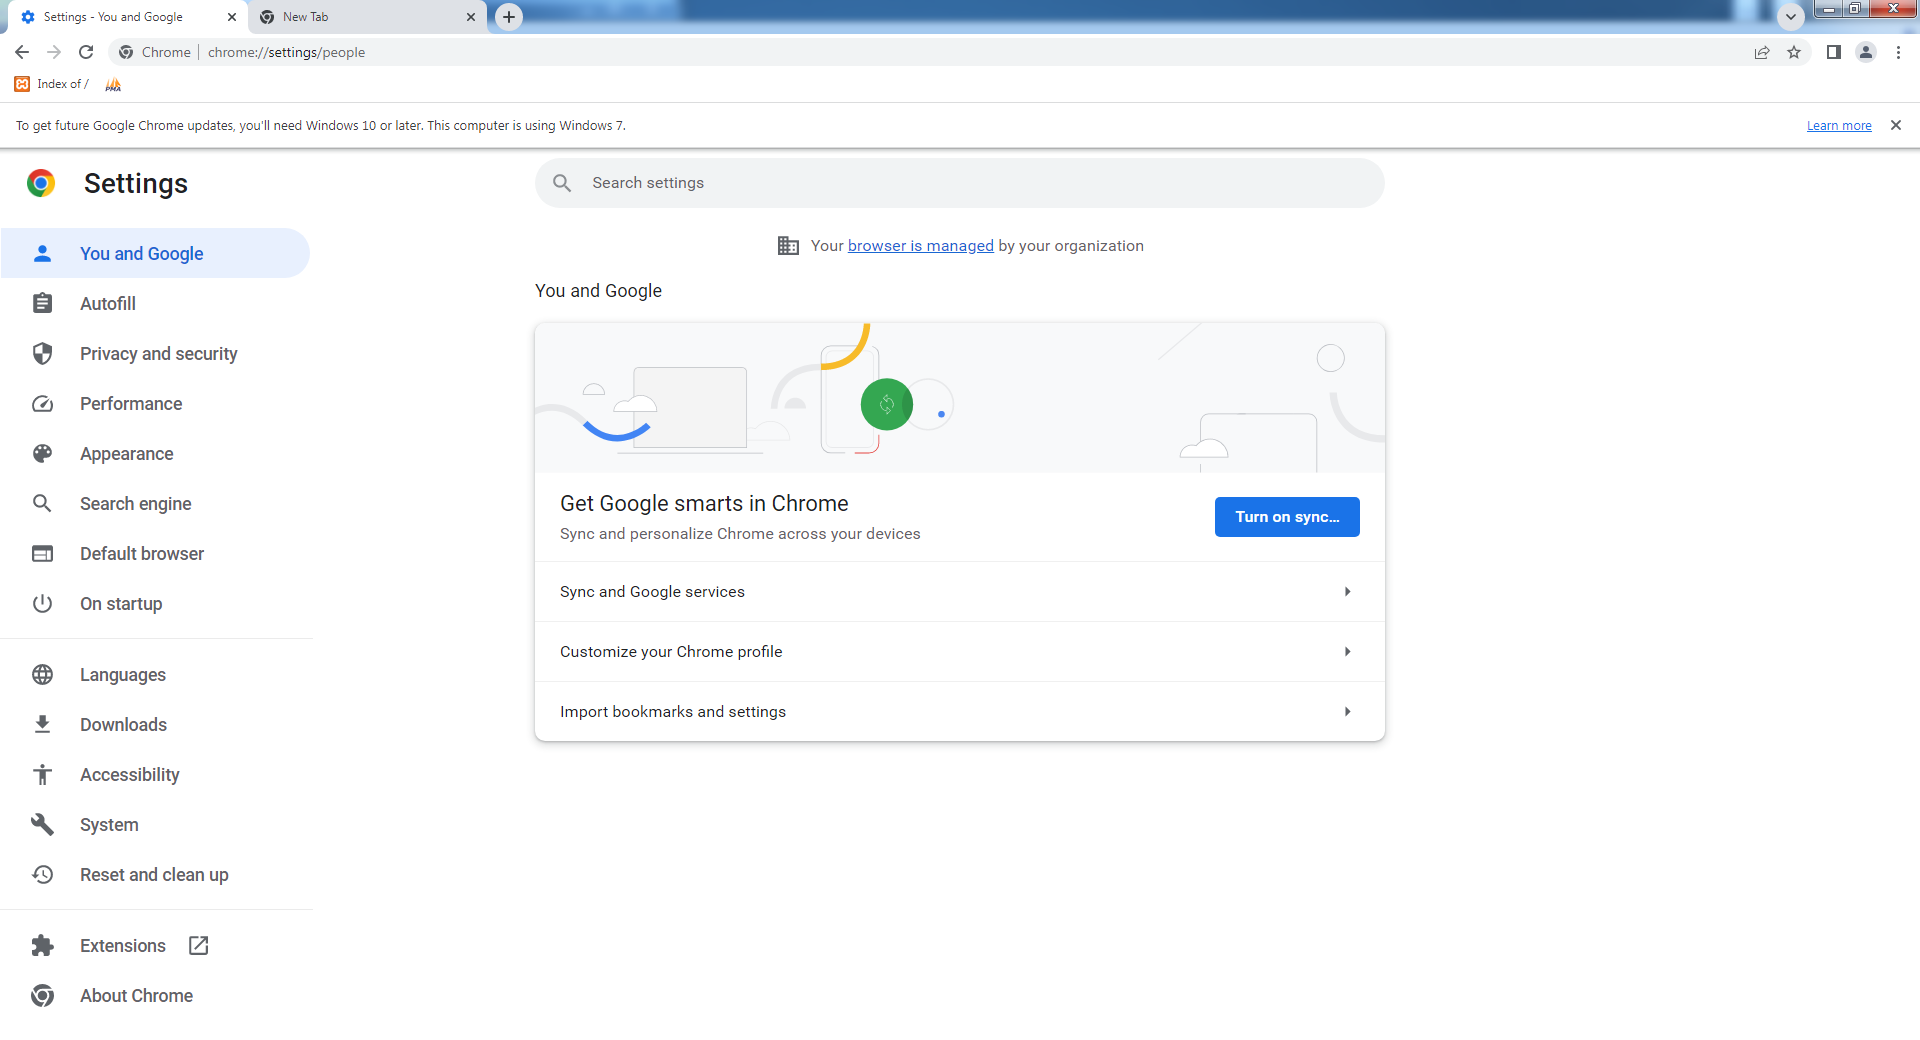 Settings - You and Google
New Tab
Chrome
chrome://settings/people
Index of /
PMA
To get future Google Chrome updates, you'll need Windows 10 or later. This computer is using Windows 7.
Learn more
Settings
Search settings
Your browser is managed by your organization
You and Google
Autofill
Privacy and security
Performance
Appearance
Search engine
Default browser
On startup
Languages
Downloads
Accessibility
System
Reset and clean up
Extensions
About Chrome
You and Google
Get Google smarts in Chrome
Sync and personalize Chrome across your devices
Turn on sync...
Sync and Google services
Customize your Chrome profile
Import bookmarks and settings